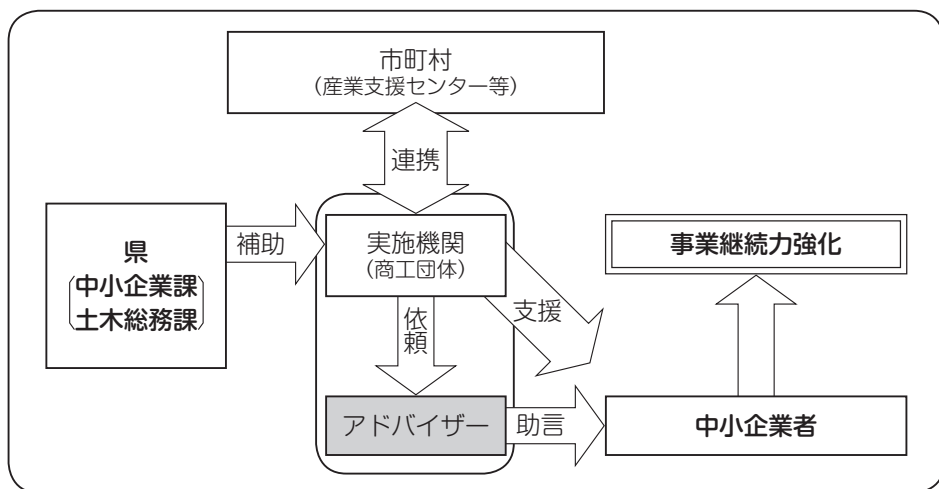 市町村
（産業支援センター等）
連携
県
中小企業課
土木総務課
補助
実施機関
（商工団体）
依頼
支援
事業継続力強化
アドバイザー
助言
中小企業者